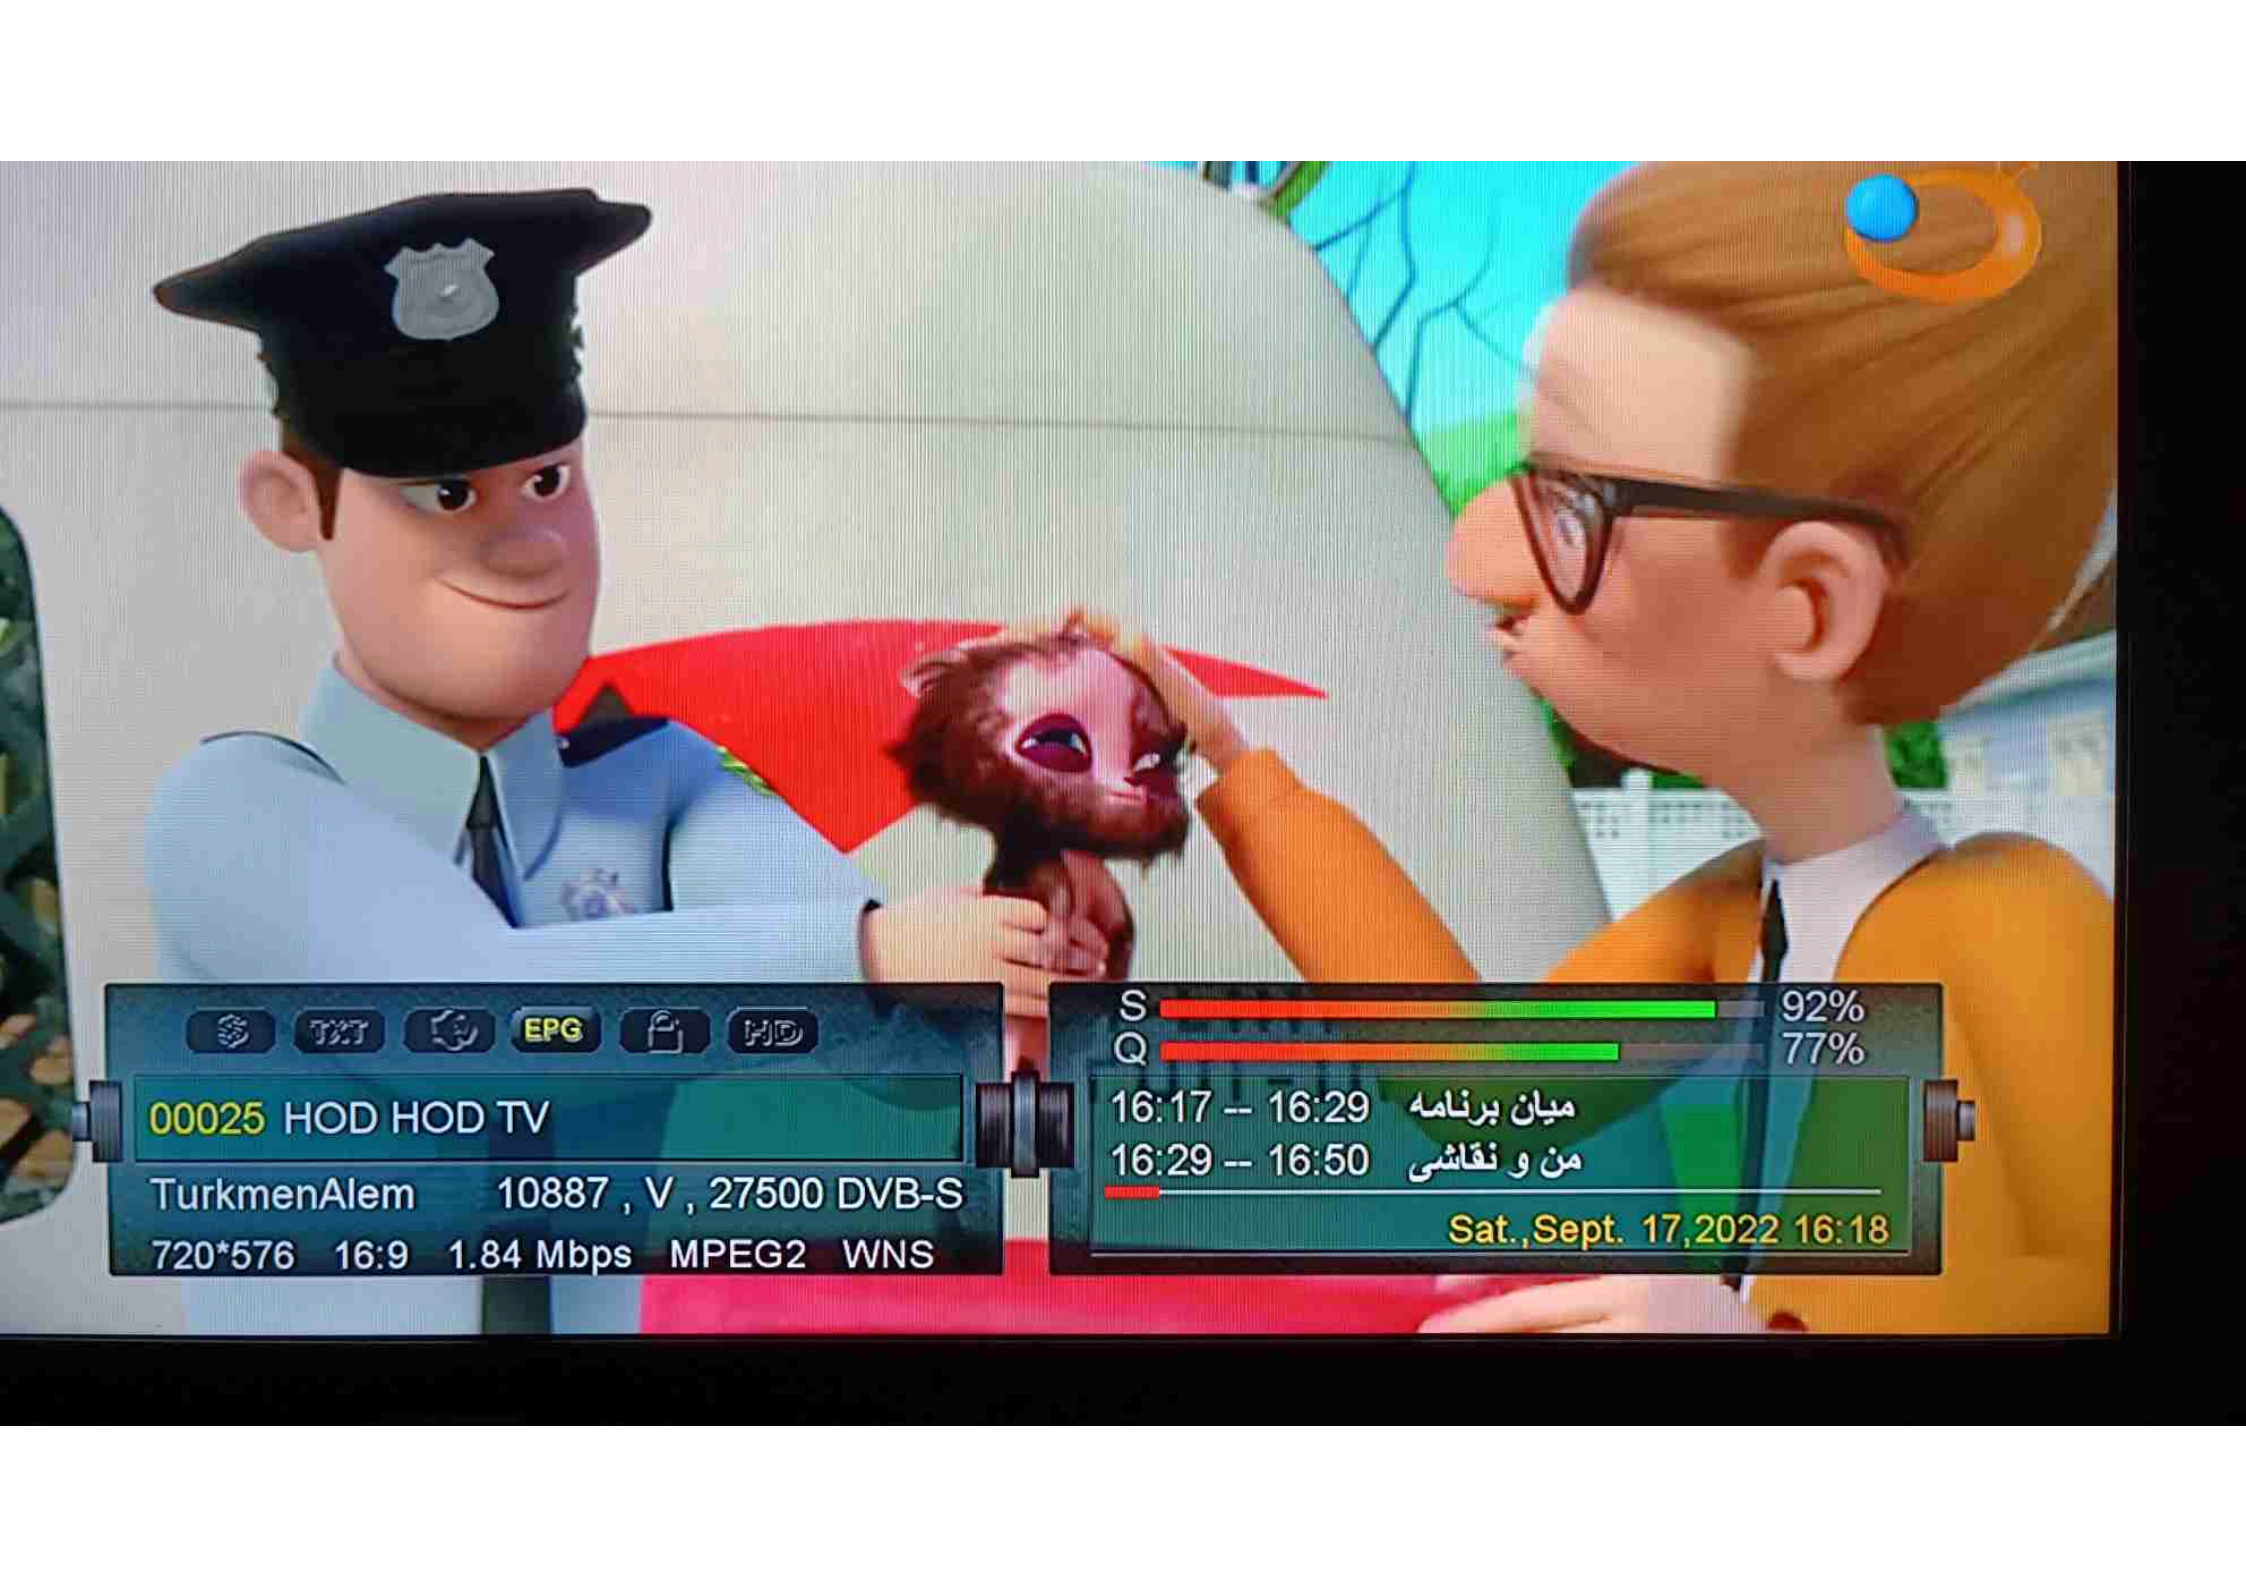 TXT EPG HD
00025 HOD HOD TV
TurkmenAlem 10887 , V , 27500 DVB-S
720*576 16:9 1.84 Mbps MPEG2 WNS
S 92%
Q 77%
16:17 -- 16:29 میان برنامه
16:29 -- 16:50 من و نقاشی
Sat.,Sept. 17,2022 16:18